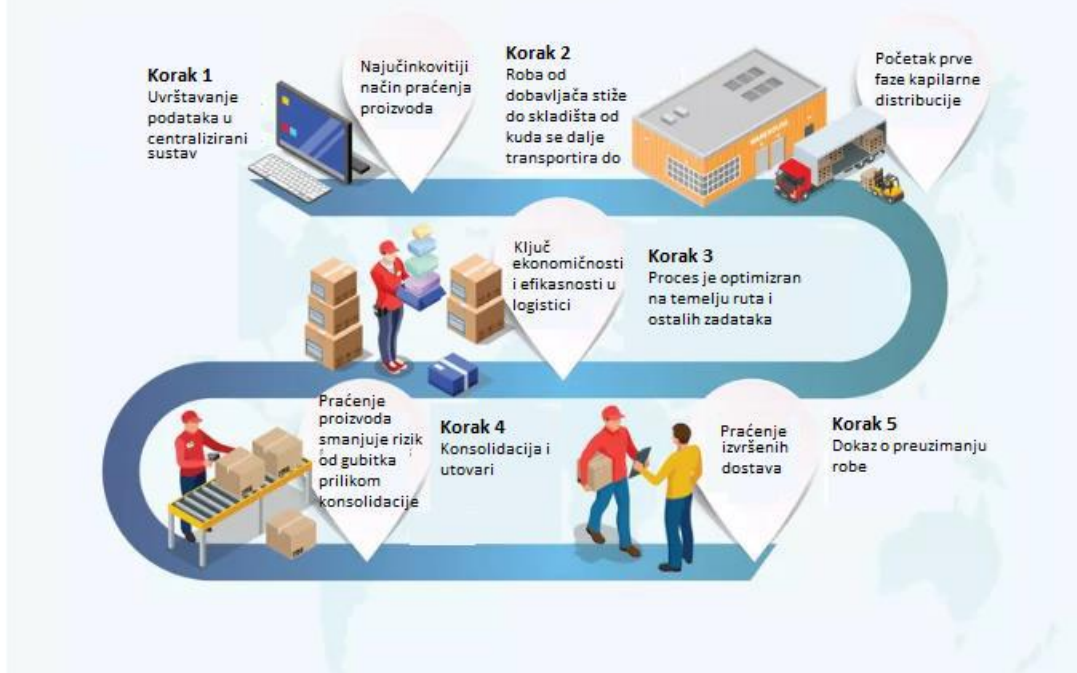 Korak 1
Uvrštavanje
podataka u
centralizirani
sustav
Najučinkovitiji
način praćenja
proizvoda
Korak 2
Roba od
dobavljača stiže
do skladišta od
kuda se dalje
transportira do
WAREHOUSE
Početak prve
faze kapilarne
distribucije
Ključ
ekonomičnosti
i efikasnosti u
logistici
Korak 3
Proces je optimizran
na temelju ruta i
ostalih zadataka
Praćenje
proizvoda
smanjuje rizik
od gubitka
prilikom
konsolidacije
Korak 4
Konsolidacija i
utovari
Praćenje
izvršenih
dostava
Korak 5
Dokaz o preuzimanju
robe